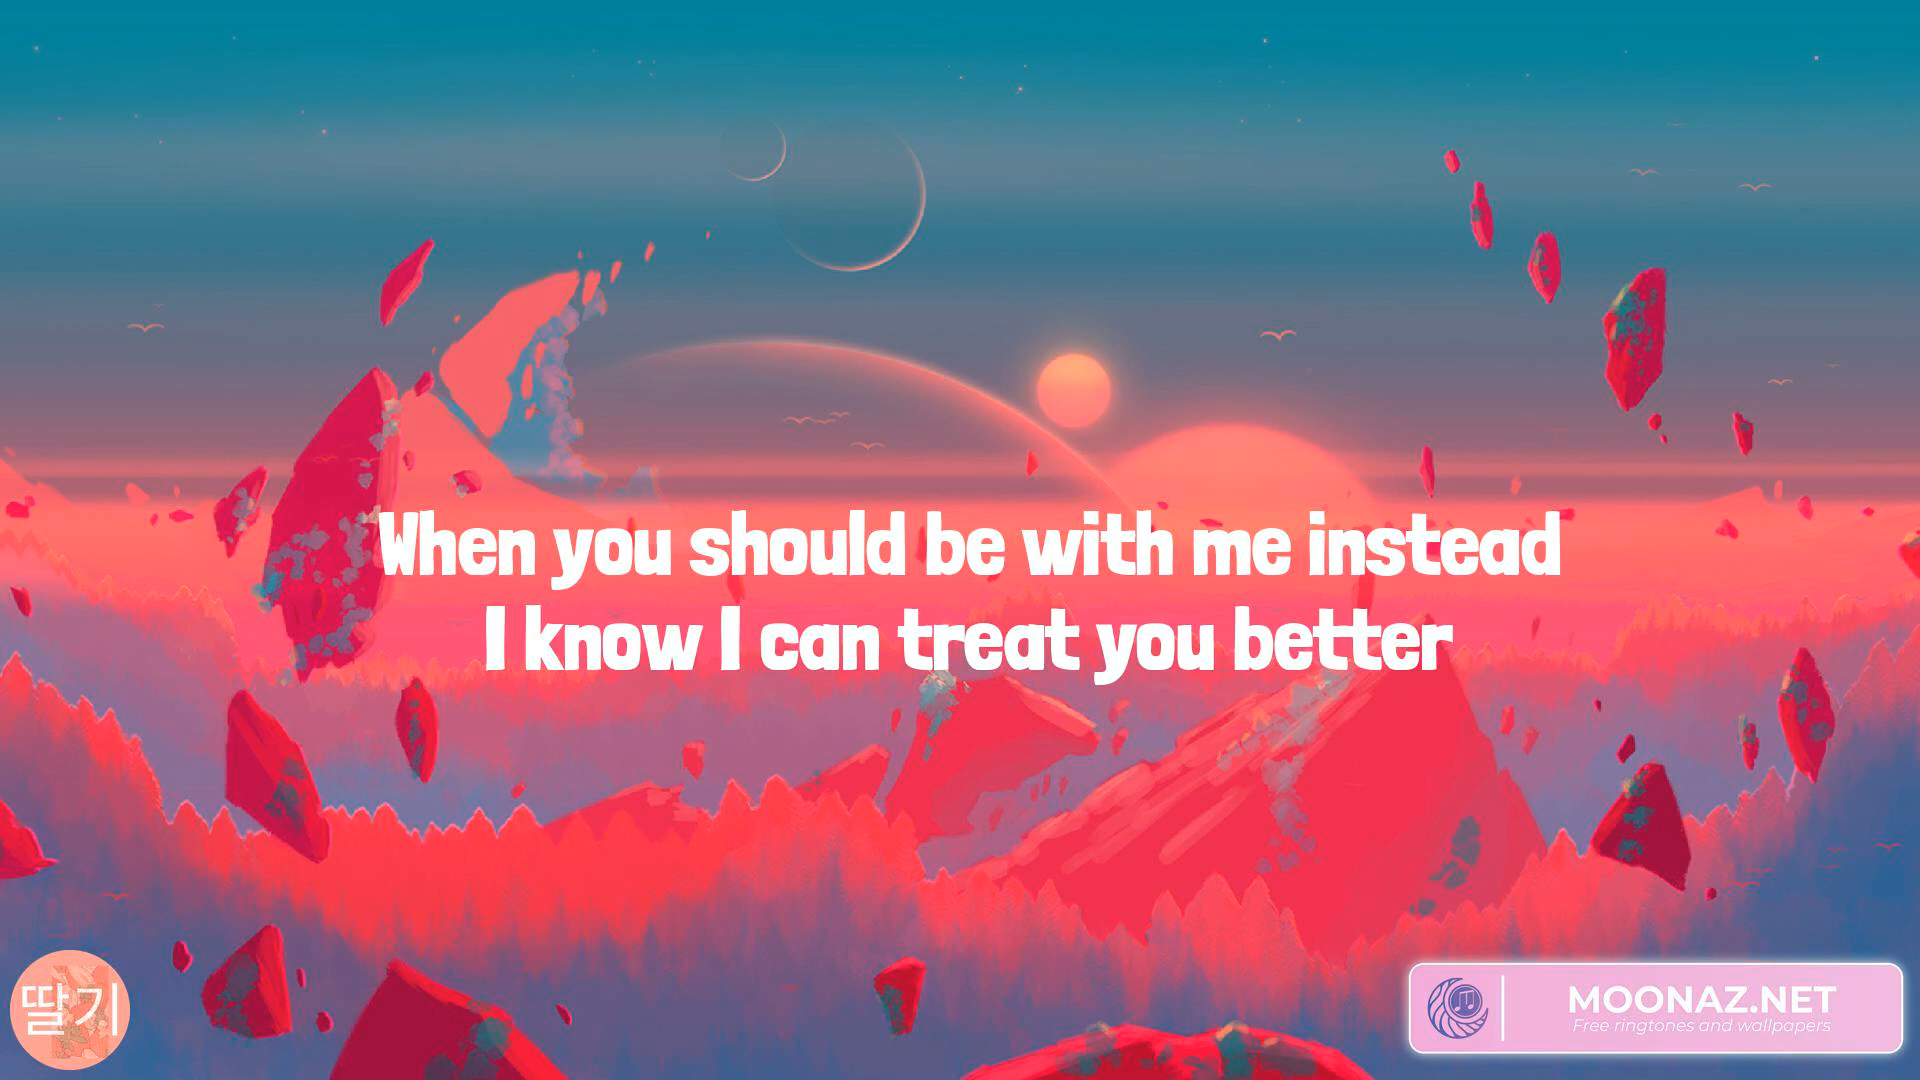 When you should be with me instead
I know I can treat you better
딸기
MOONAZ.NET
Free ringtones and wallpapers